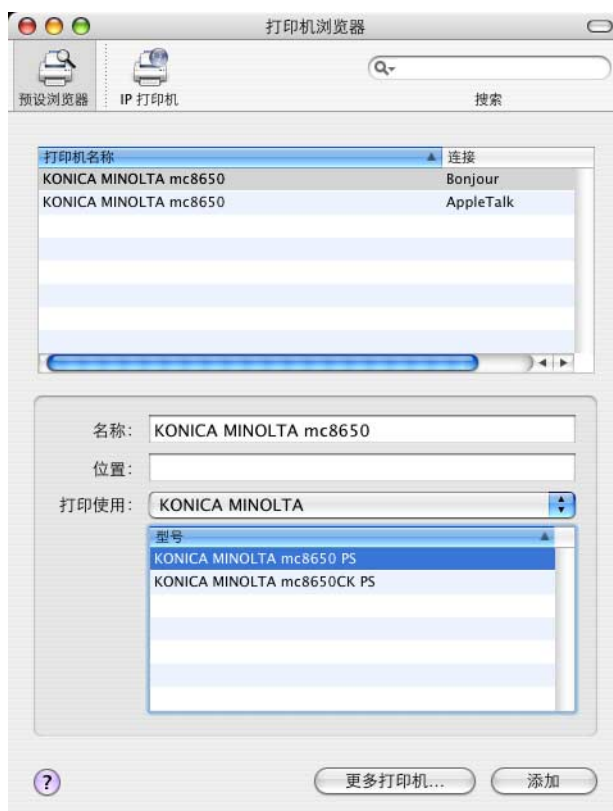 打印机浏览器
预设浏览器
IP 打印机
搜索
打印机名称 连接
KONICA MINOLTA mc8650 Bonjour
KONICA MINOLTA mc8650 AppleTalk
名称: KONICA MINOLTA mc8650
位置:
打印使用: KONICA MINOLTA
型号
KONICA MINOLTA mc8650 PS
KONICA MINOLTA mc8650CK PS
? 更多打印机... 添加